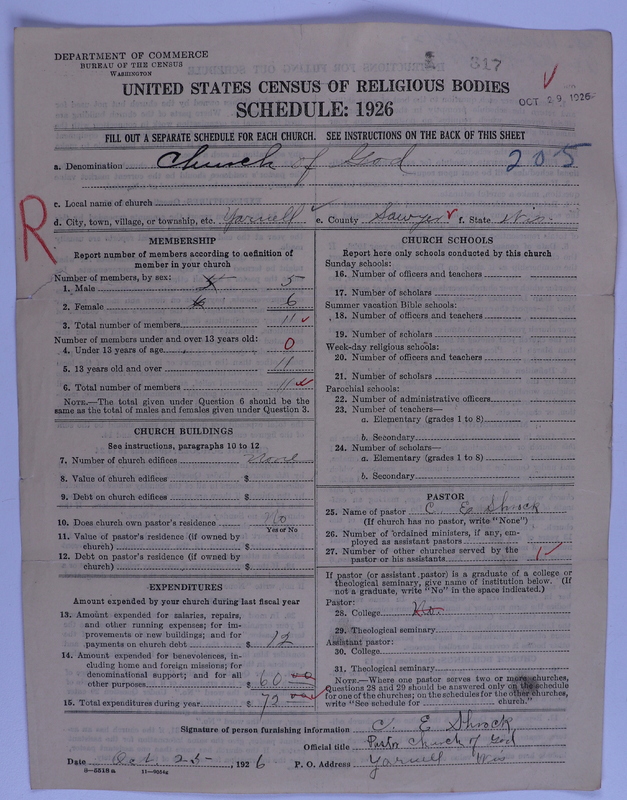 DEPARTMENT OF COMMERCE
BUREAU OF THE CENSUS
WASHINGTON
317
UNITED STATES CENSUS OF RELIGIOUS BODIES
SCHEDULE: 1926
OCT 29 1926
FILL OUT A SEPARATE SCHEDULE FOR EACH CHURCH. SEE INSTRUCTIONS ON THE BACK OF THIS SHEET
a. Denomination Church of God 205
c. Local name of church
d. City, town, village, or township, etc. Yarnell e. County Sawyer f. State Wis.
R
MEMBERSHIP
Report number of members according to definition of
member in your church
Number of members, by sex:
1. Male 5 5
2. Female 6 6
3. Total number of members 11
Number of members under and over 13 years old:
4. Under 13 years of age 0
5. 13 years old and over 11
6. Total number of members 11
NOTE.—The total given under Question 6 should be the
same as the total of males and females given under Question 3.
CHURCH BUILDINGS
See instructions, paragraphs 10 to 12
7. Number of church edifices None
8. Value of church edifices $
9. Debt on church edifices $
10. Does church own pastor's residence No
Yes or No
11. Value of pastor's residence (if owned by
church) $
12. Debt on pastor's residence (if owned by
church) $
EXPENDITURES
Amount expended by your church during last fiscal year
13. Amount expended for salaries, repairs,
and other running expenses; for im-
provements or new buildings; and for
payments on church debt $ 12
14. Amount expended for benevolences, in-
cluding home and foreign missions; for
denominational support; and for all
other purposes $ 60 00
15. Total expenditures during year $ 72 00
CHURCH SCHOOLS
Report here only schools conducted by this church
Sunday schools:
16. Number of officers and teachers
17. Number of scholars
Summer vacation Bible schools:
18. Number of officers and teachers
19. Number of scholars
Week-day religious schools:
20. Number of officers and teachers
21. Number of scholars
Parochial schools:
22. Number of administrative officers
23. Number of teachers—
a. Elementary (grades 1 to 8)
b. Secondary
24. Number of scholars—
a. Elementary (grades 1 to 8)
b. Secondary
PASTOR
25. Name of pastor C. E. Shrock
(If church has no pastor, write "None")
26. Number of ordained ministers, if any, em-
ployed as assistant pastors
27. Number of other churches served by the
pastor or his assistants 1
If pastor (or assistant pastor) is a graduate of a college or
theological seminary, give name of institution below. (If
not a graduate, write "No" in the space indicated.)
Pastor:
28. College No.
29. Theological seminary
Assistant pastor:
30. College
31. Theological seminary
NOTE.—Where one pastor serves two or more churches,
Questions 28 and 29 should be answered only on the schedule
for one of the churches; on the schedules for the other churches,
write "See schedule for church."
Signature of person furnishing information C. E Shrock
Official title Pastor Church of God
Date Oct. 25- , 1926 P. O. Address Yarnell Wis
8-5518a 11-9554a